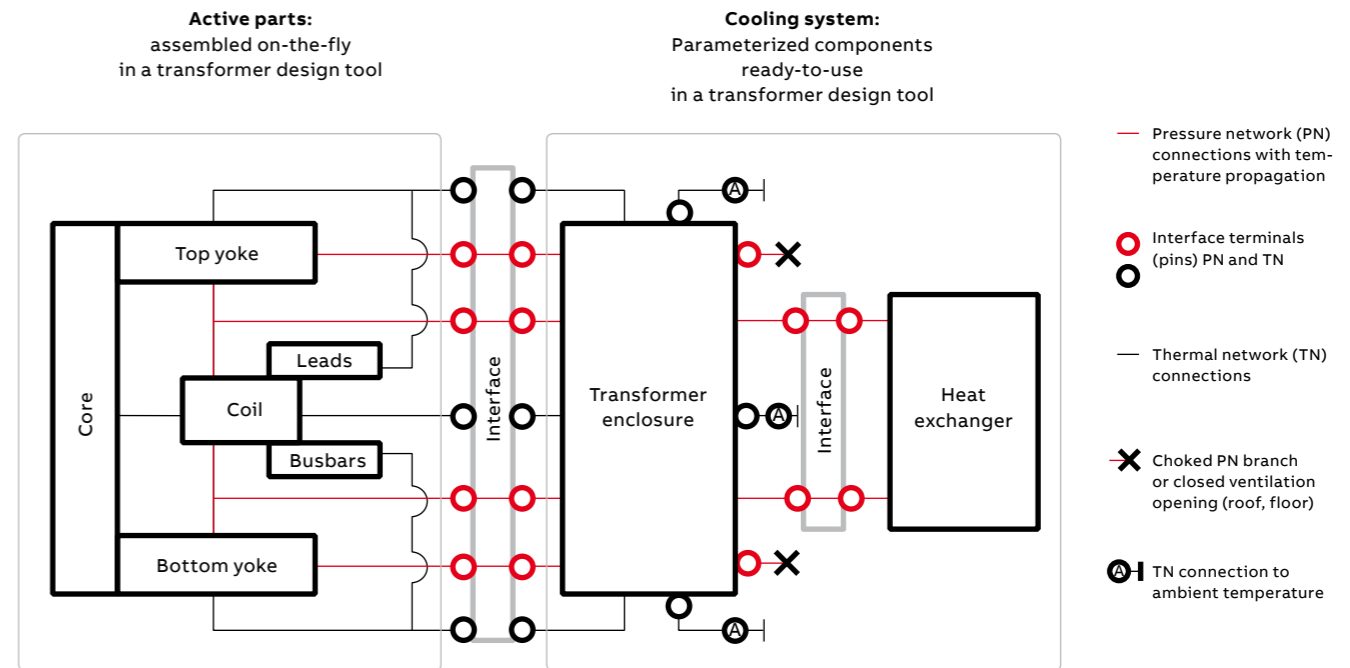 Active parts:
assembled on-the-fly
in a transformer design tool
Cooling system:
Parameterized components
ready-to-use
in a transformer design tool
Core
Top yoke
Leads
Coil
Busbars
Bottom yoke
Interface
A
Transformer
enclosure
A
A
Interface
Heat
exchanger
Pressure network (PN)
connections with tem-
perature propagation
Interface terminals
(pins) PN and TN
Thermal network (TN)
connections
Choked PN branch
or closed ventilation
opening (roof, floor)
A
TN connection to
ambient temperature